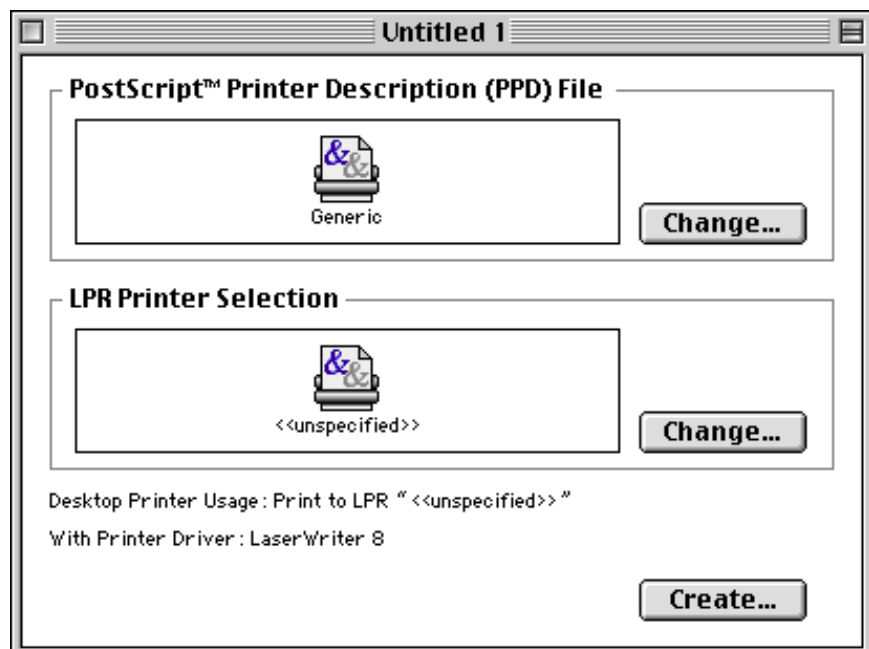 Untitled 1
PostScript™ Printer Description (PPD) File
&&
Generic
Change...
LPR Printer Selection
&&
<<unspecified>>
Change...
Desktop Printer Usage : Print to LPR “<<unspecified>>”
With Printer Driver : LaserWriter 8
Create...